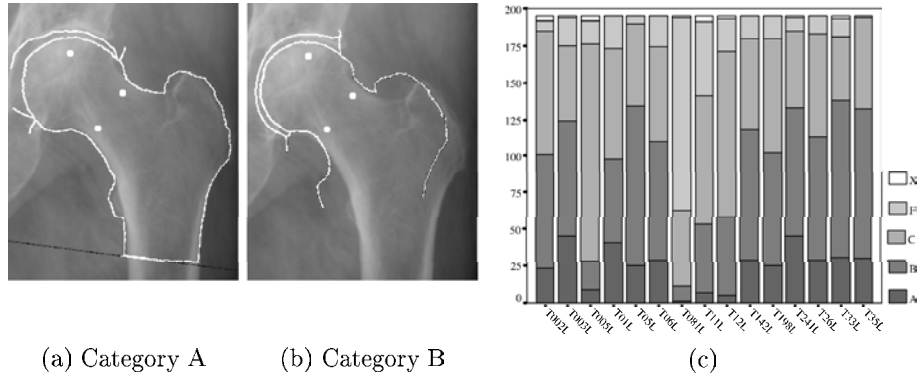 200
175
150
125
100
75
50
25
0
X
F
C
B
A
T002L T003L T005L T01L T05L T06L T081L T11L T12L T142L T198L T241L T26L T33L T35L
(a) Category A (b) Category B (c)